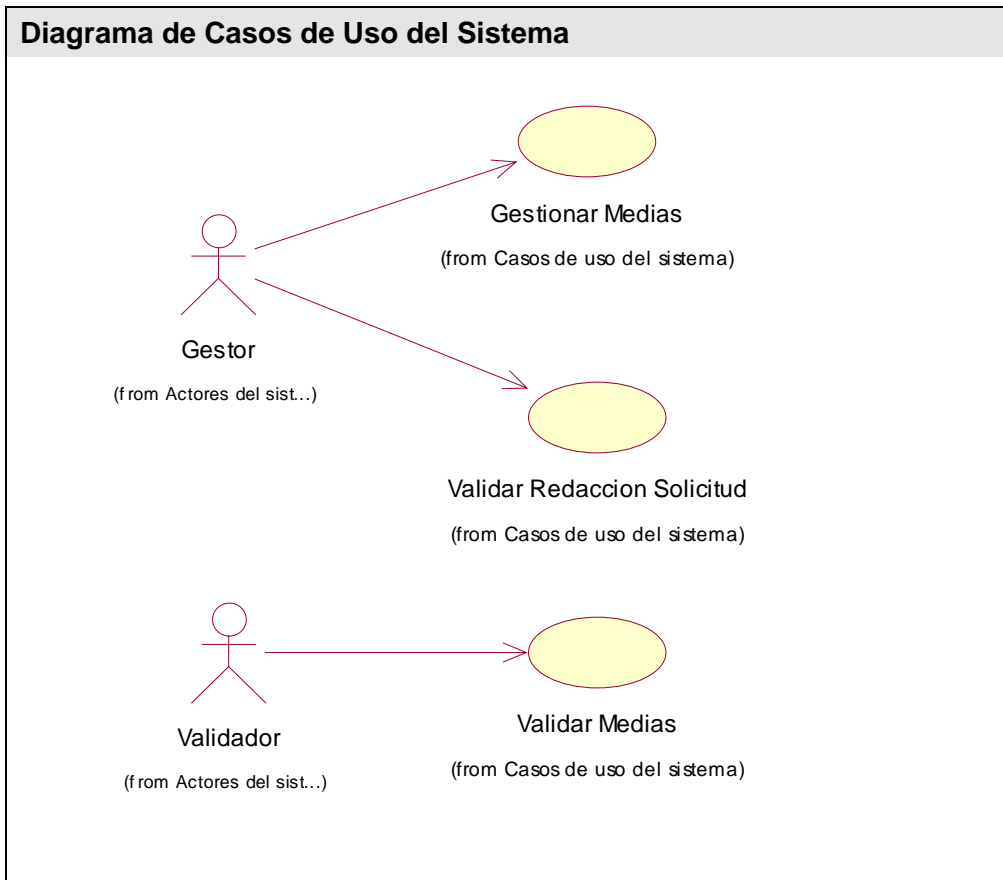 Diagrama de Casos de Uso del Sistema
Gestionar Medias
(from Casos de uso del sistema)
Gestor
(from Actores del sist...)
Validar Redaccion Solicitud
(from Casos de uso del sistema)
Validador
(from Actores del sist...)
Validar Medias
(from Casos de uso del sistema)